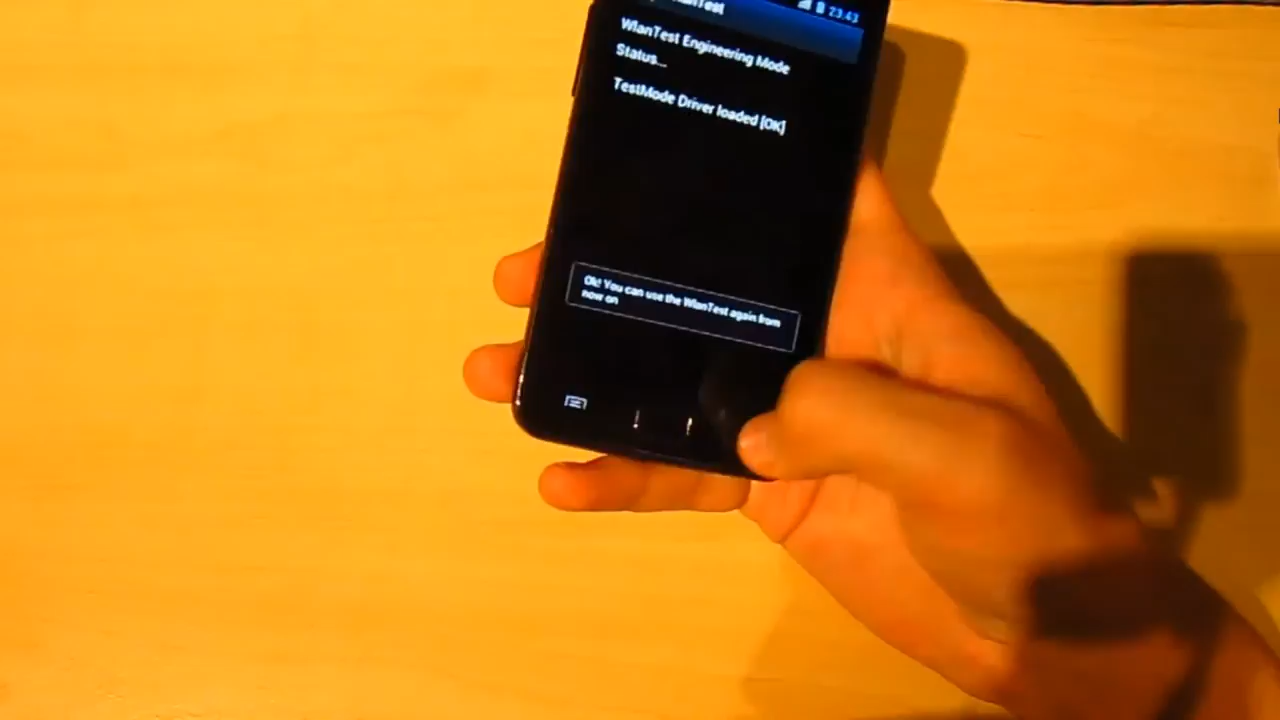 23:43
WlanTest Engineering Mode
Status...
TestMode Driver loaded [OK]
Ok! You can use the WlanTest again from
now on